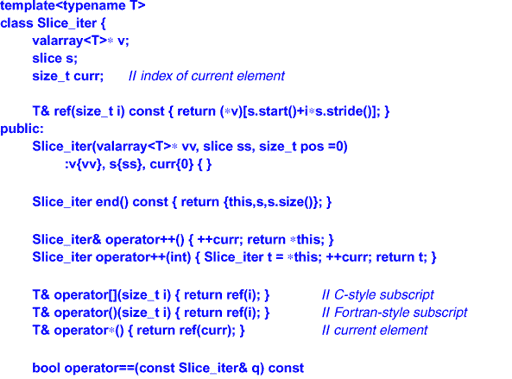 template<typename T>
class Slice_iter {
valarray<T>* v;
slice s;
size_t curr; // index of current element
T& ref(size_t i) const { return (*v)[s.start()+i*s.stride()]; }
public:
Slice_iter(valarray<T>* vv, slice ss, size_t pos =0)
:v{vv}, s{ss}, curr{0} { }
Slice_iter end() const { return {this,s,s.size()}; }
Slice_iter& operator++() { ++curr; return *this; }
Slice_iter operator++(int) { Slice_iter t = *this; ++curr; return t; }
T& operator[](size_t i) { return ref(i); } // C-style subscript
T& operator()(size_t i) { return ref(i); } // Fortran-style subscript
T& operator*() { return ref(curr); } // current element
bool operator==(const Slice_iter& q) const